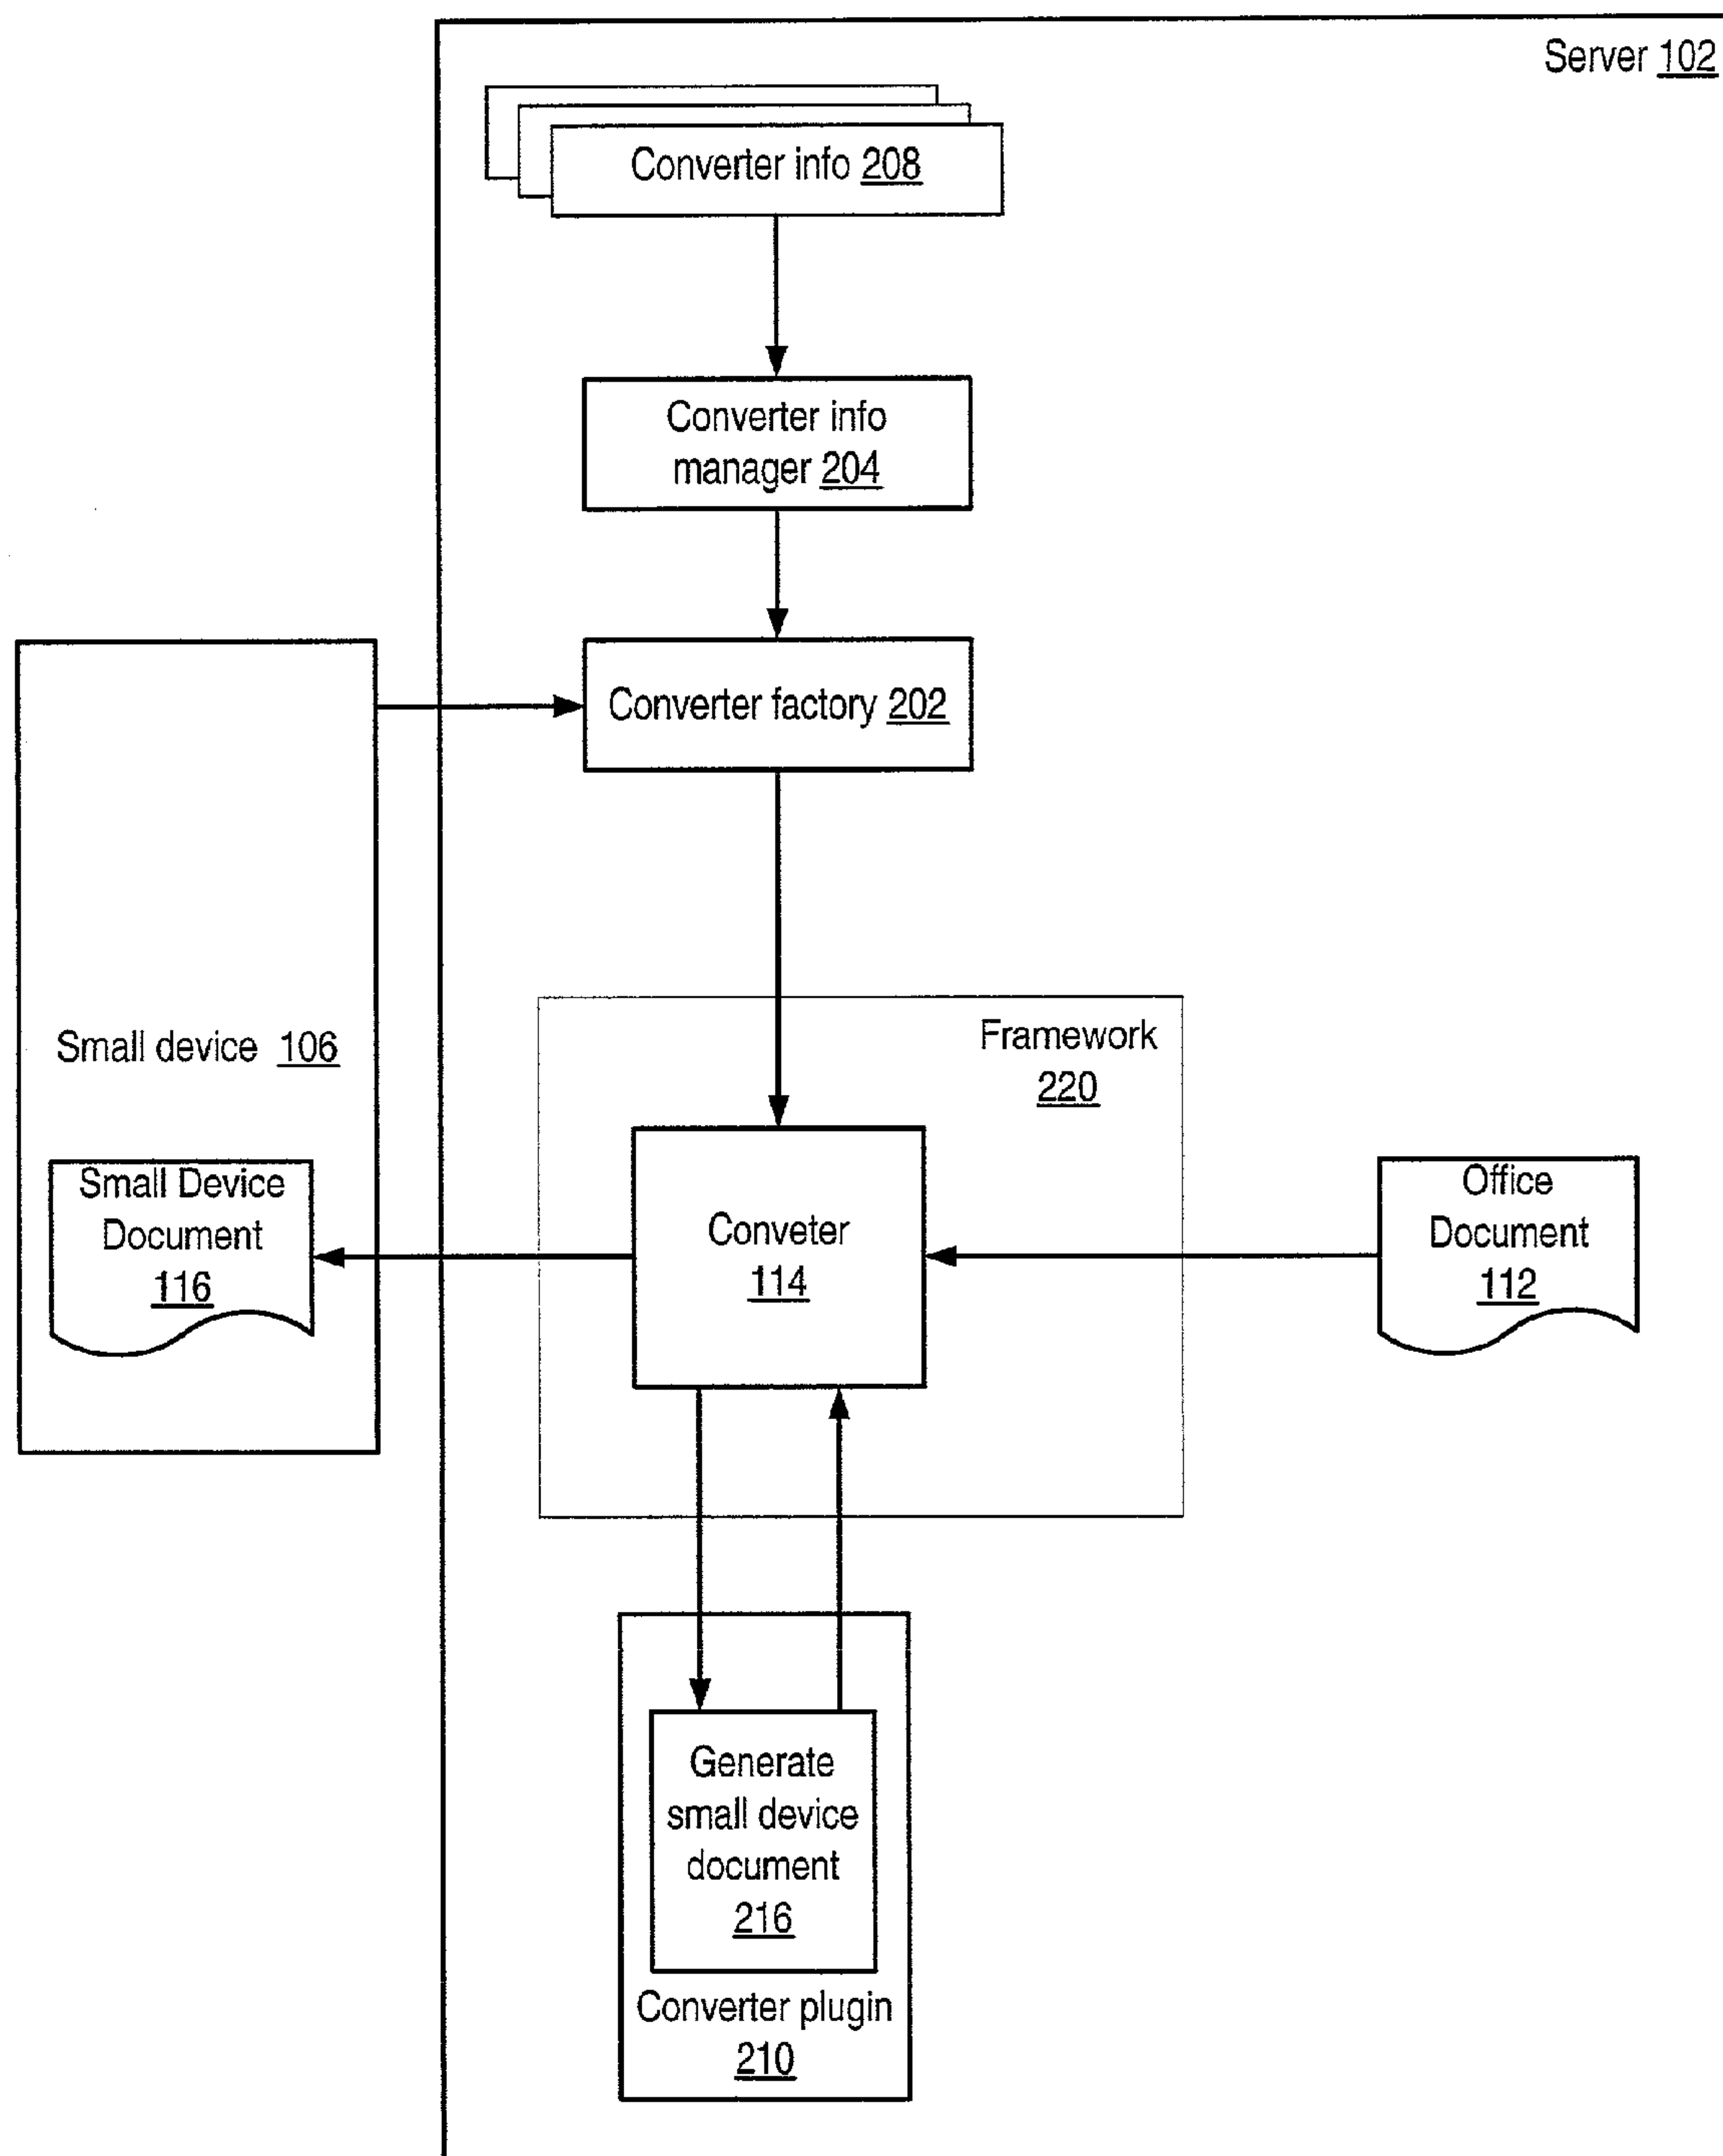 Server 102
Converter info 208
Converter info
manager 204
Converter factory 202
Framework
220
Small device 106
Small Device
Document
116
Conveter
114
Office
Document
112
Generate
small device
document
216
Converter plugin
210